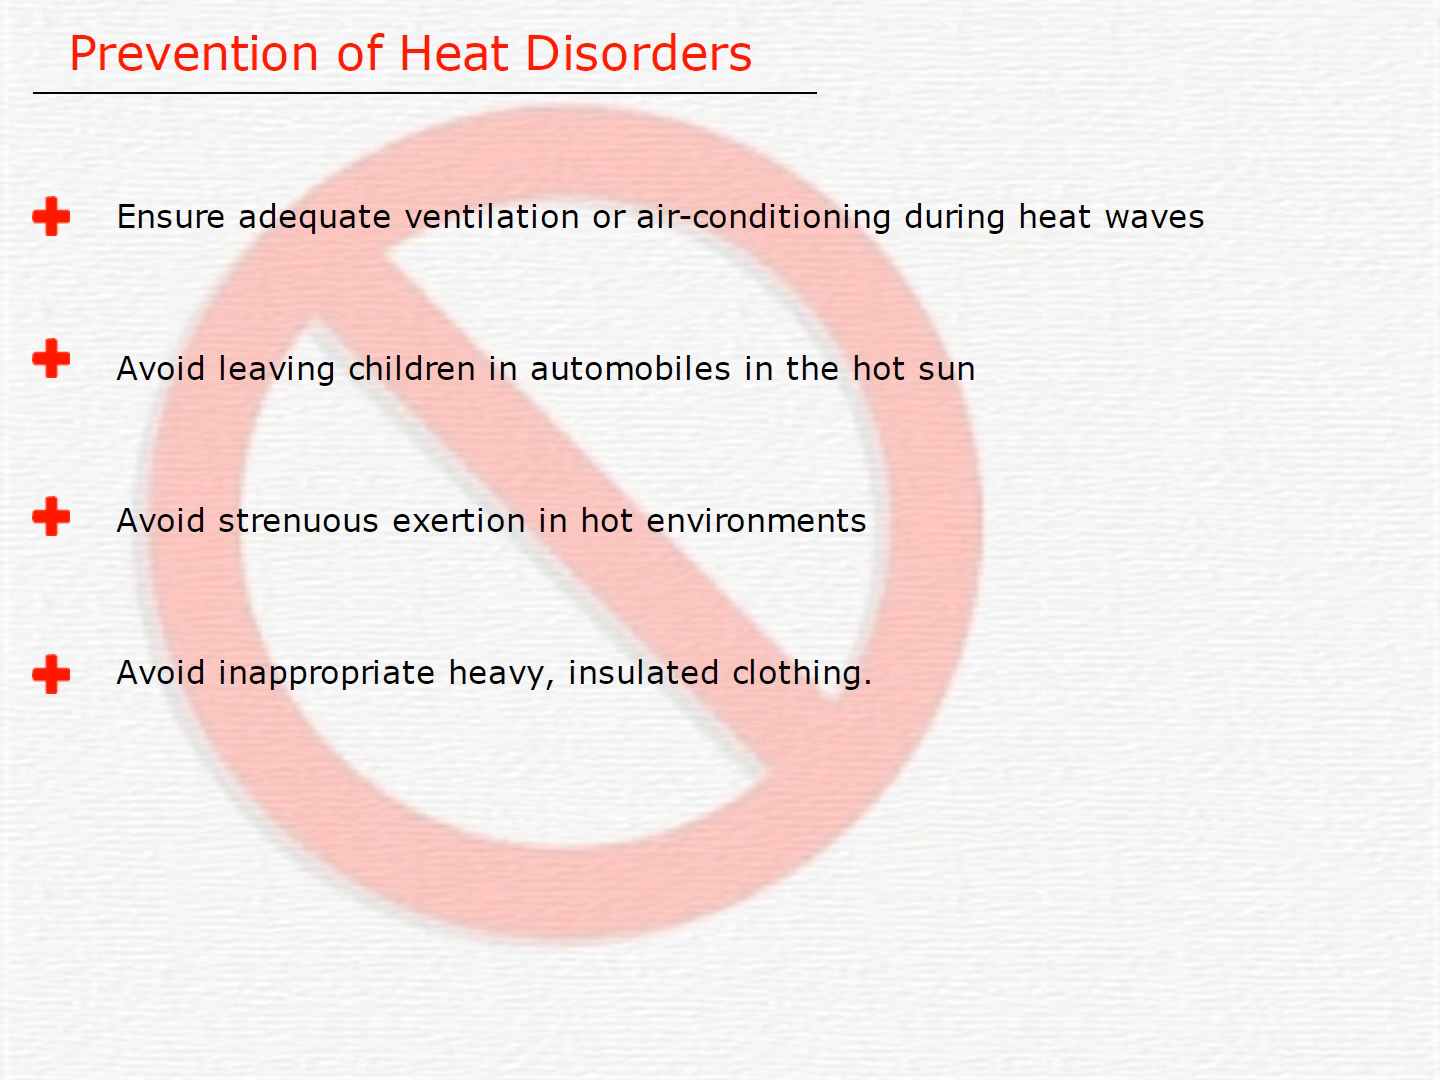 Prevention of Heat Disorders
Ensure adequate ventilation or air-conditioning during heat waves
Avoid leaving children in automobiles in the hot sun
Avoid strenuous exertion in hot environments
Avoid inappropriate heavy, insulated clothing.